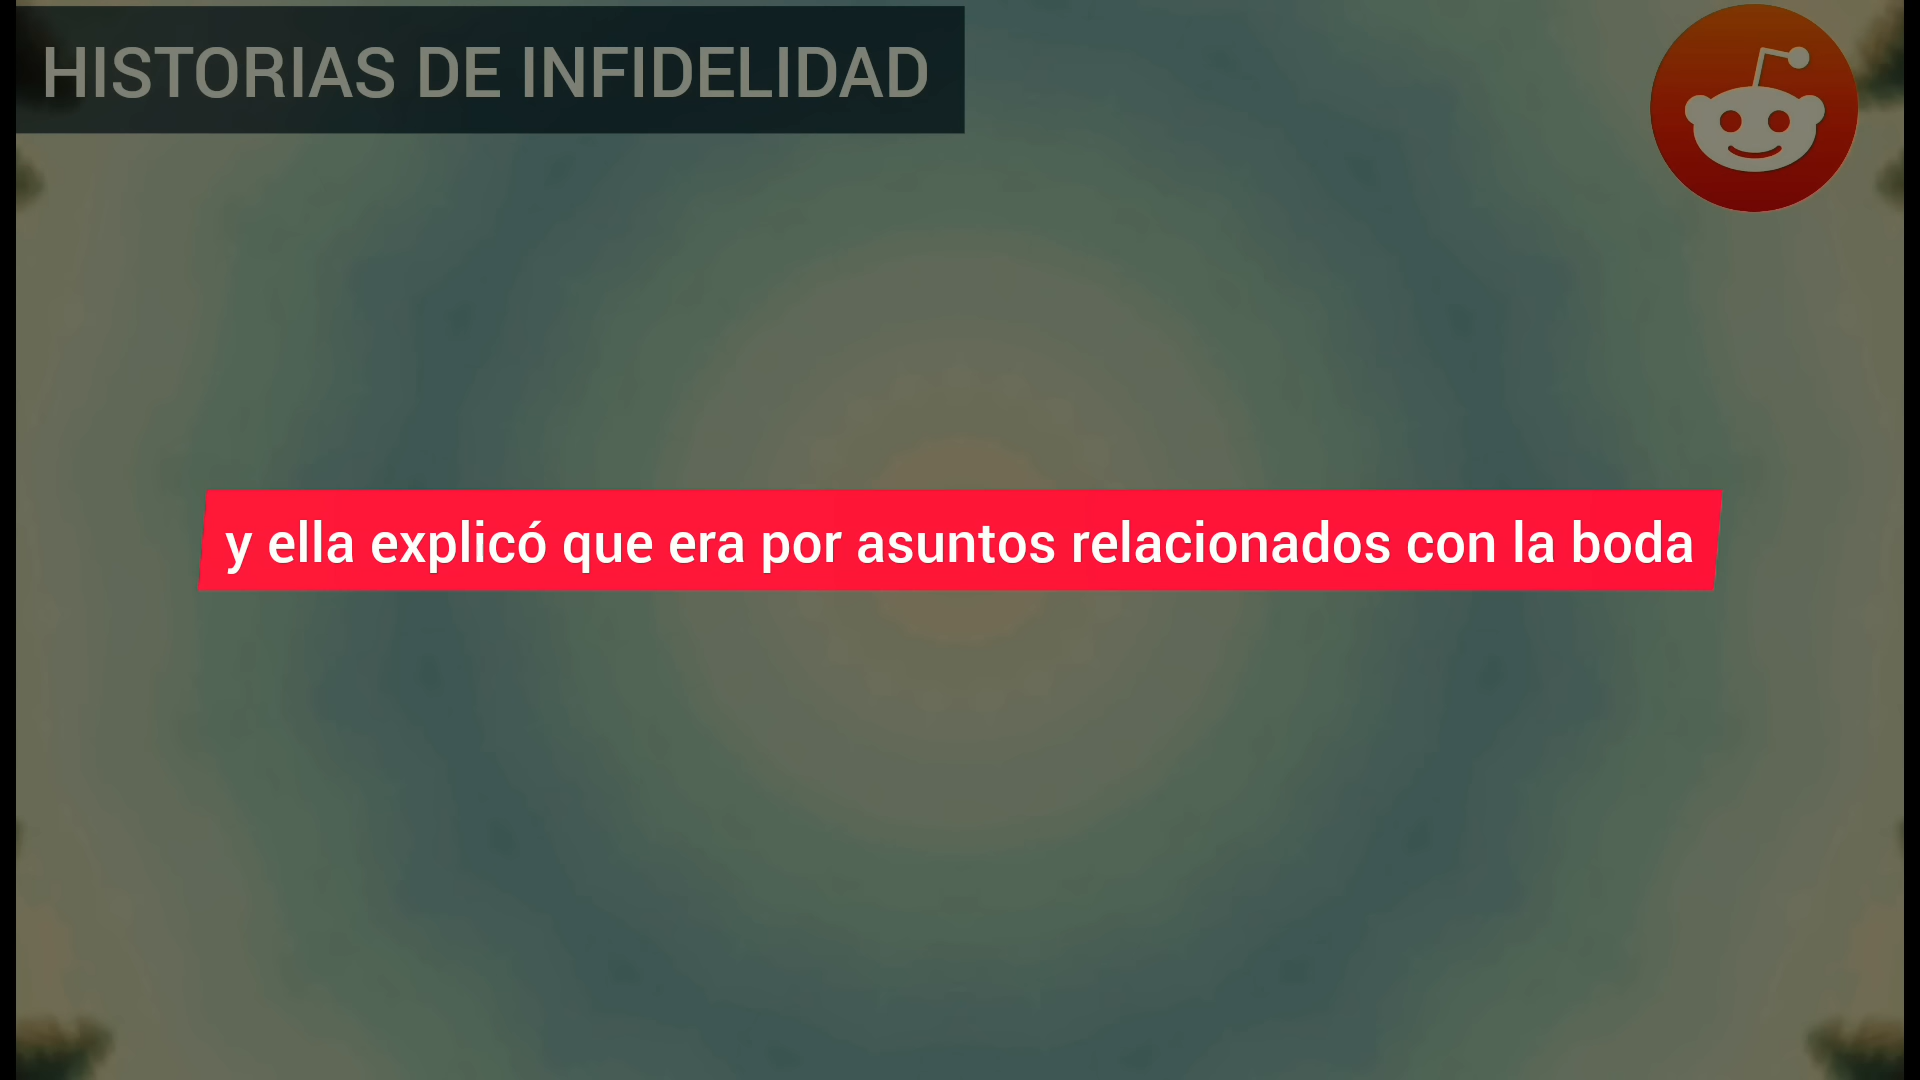 HISTORIAS DE INFIDELIDAD
y ella explicó que era por asuntos relacionados con la boda